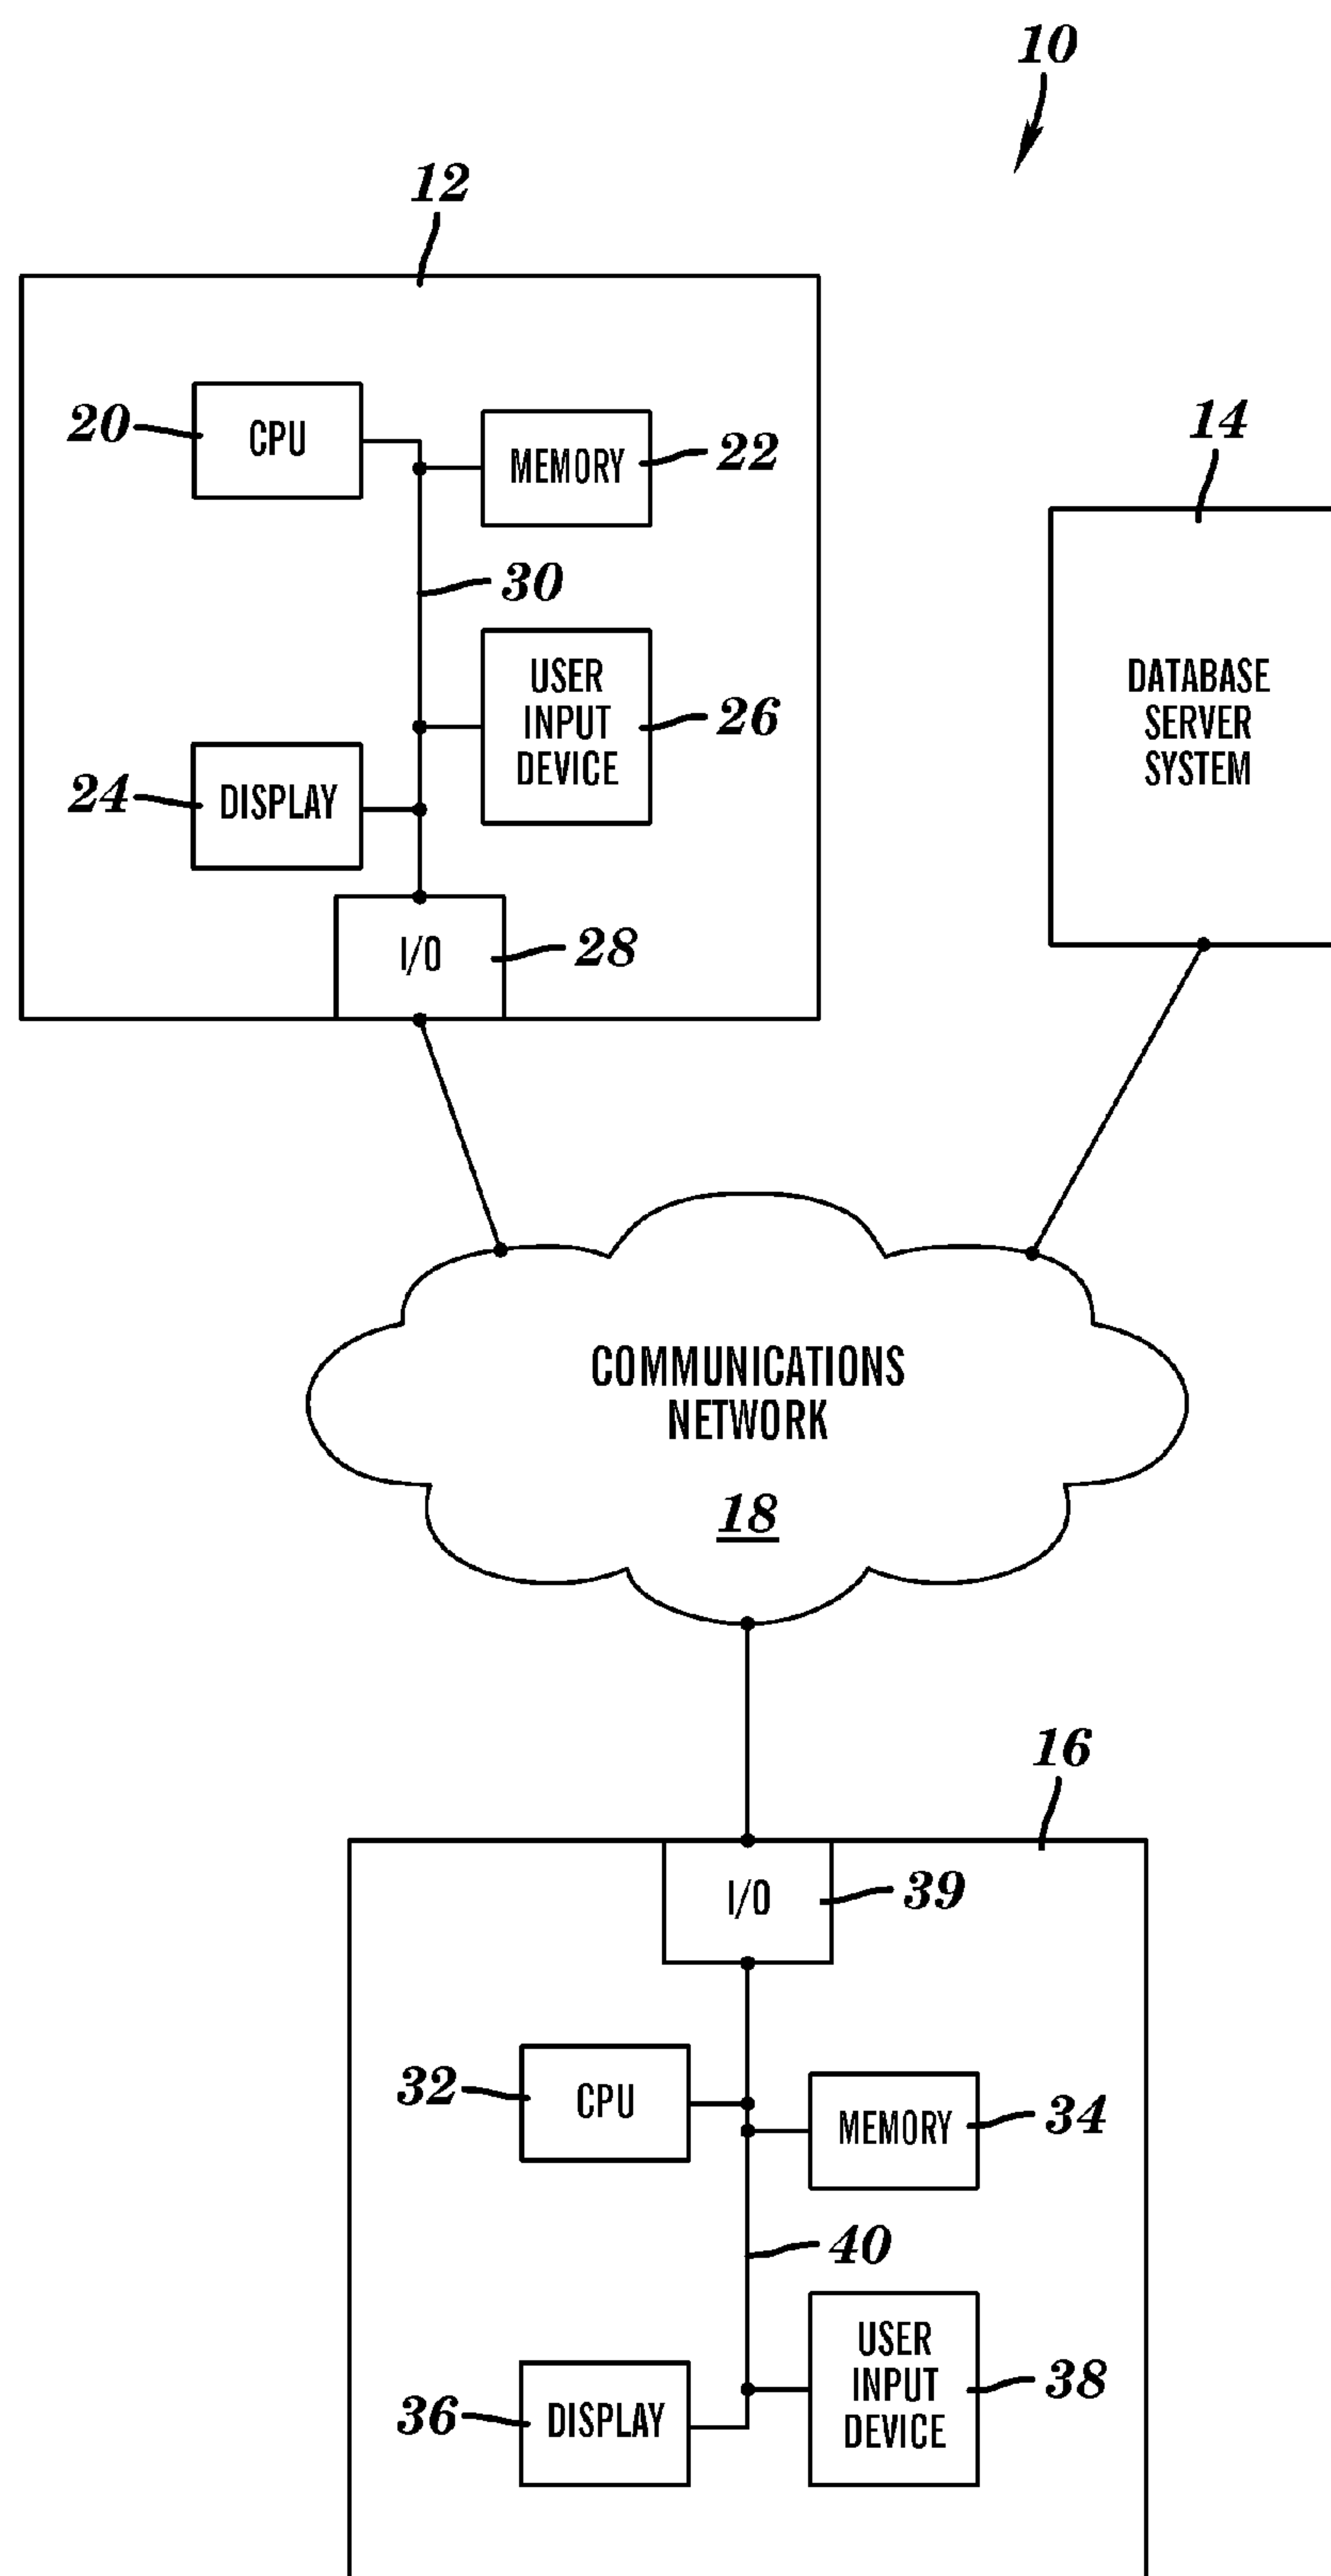 10
12
20
CPU
MEMORY
22
14
30
USER
INPUT
DEVICE
26
DATABASE
SERVER
SYSTEM
24
DISPLAY
I/O
28
COMMUNICATIONS
NETWORK
18
16
I/O
39
32
CPU
MEMORY
34
40
USER
INPUT
DEVICE
38
36
DISPLAY